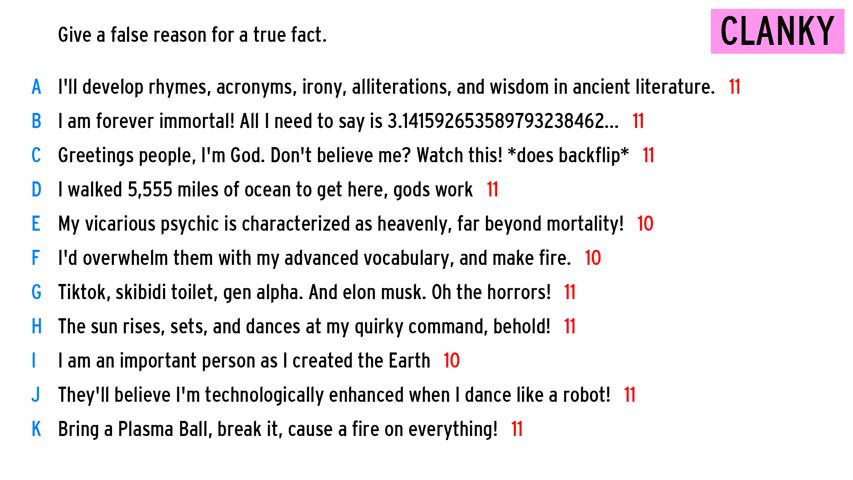 Give a false reason for a true fact.
CLANKY
A I'll develop rhymes, acronyms, irony, alliterations, and wisdom in ancient literature. 11
B I am forever immortal! All I need to say is 3.141592653589793238462... 11
C Greetings people, I'm God. Don't believe me? Watch this! *does backflip* 11
D I walked 5,555 miles of ocean to get here, gods work 11
E My vicarious psychic is characterized as heavenly, far beyond mortality! 10
F I'd overwhelm them with my advanced vocabulary, and make fire. 10
G Tiktok, skibidi toilet, gen alpha. And elon musk. Oh the horrors! 11
H The sun rises, sets, and dances at my quirky command, behold! 11
I I am an important person as I created the Earth 10
J They'll believe I'm technologically enhanced when I dance like a robot! 11
K Bring a Plasma Ball, break it, cause a fire on everything! 11